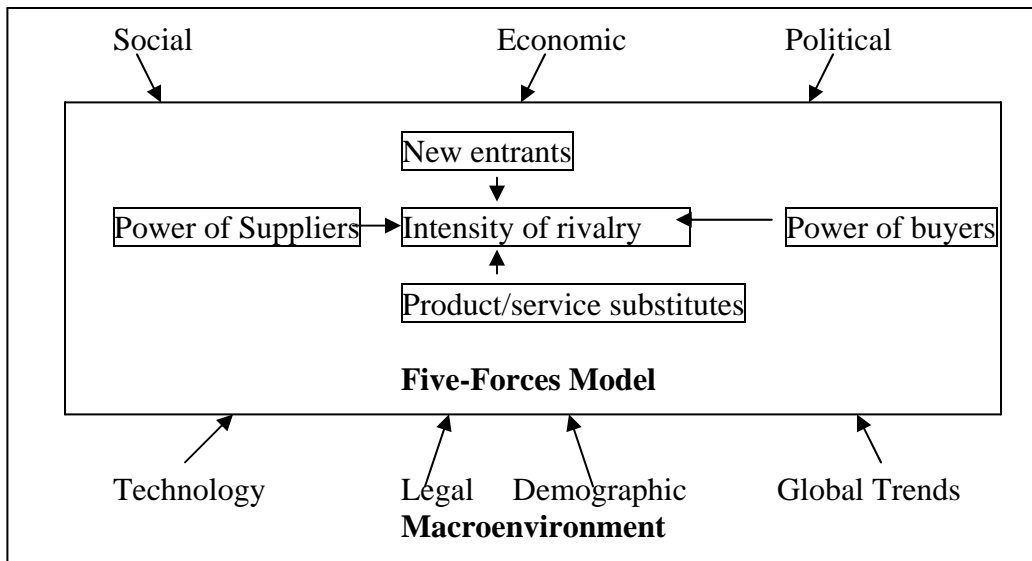 Social Economic Political
New entrants
Power of Suppliers Intensity of rivalry Power of buyers
Product/service substitutes
Five-Forces Model
Technology Legal Demographic Global Trends
Macroenvironment